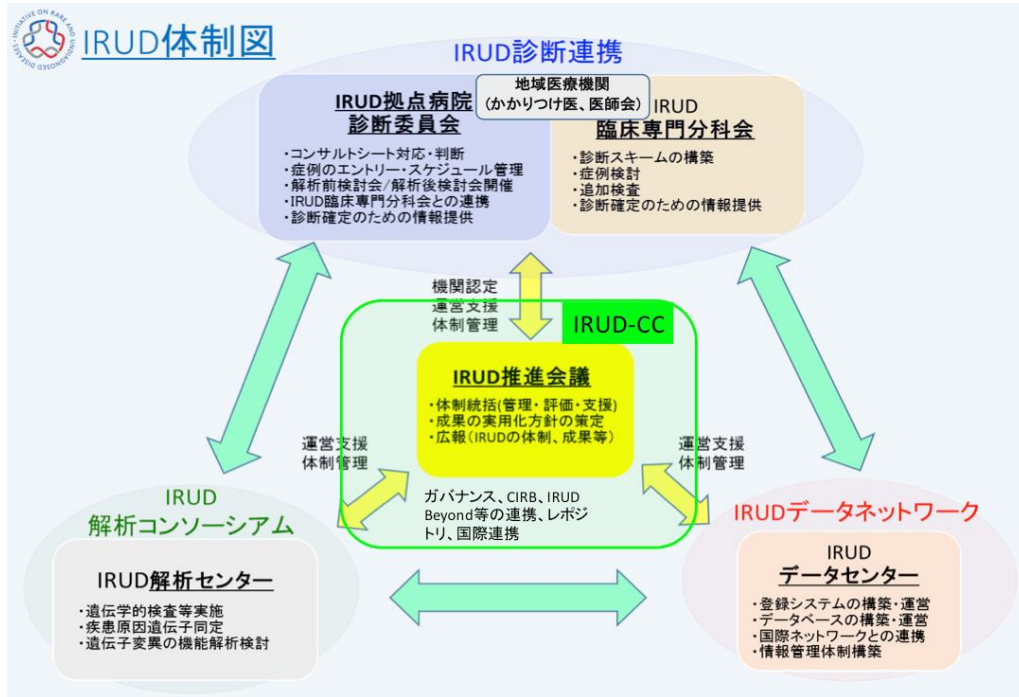 INITIATIVE ON RARE AND UNDIAGNOSED DISEASES
IRUD体制図
IRUD診断連携
地域医療機関
(かかりつけ医、医師会)
IRUD拠点病院
診断委員会
・コンサルトシート対応・判断
・症例のエントリー・スケジュール管理
・解析前検討会/解析後検討会開催
・IRUD臨床専門分科会との連携
・診断確定のための情報提供
IRUD
臨床専門分科会
・診断スキームの構築
・症例検討
・追加検査
・診断確定のための情報提供
機関認定
運営支援
体制管理
IRUD-CC
IRUD推進会議
・体制統括(管理・評価・支援)
・成果の実用化方針の策定
・広報(IRUDの体制、成果等)
運営支援
体制管理
運営支援
体制管理
ガバナンス、CIRB、IRUD
Beyond等の連携、レポジ
トリ、国際連携
IRUD
解析コンソーシアム
IRUD解析センター
・遺伝学的検査等実施
・疾患原因遺伝子同定
・遺伝子変異の機能解析検討
IRUDデータネットワーク
IRUD
データセンター
・登録システムの構築・運営
・データベースの構築・運営
・国際ネットワークとの連携
・情報管理体制構築